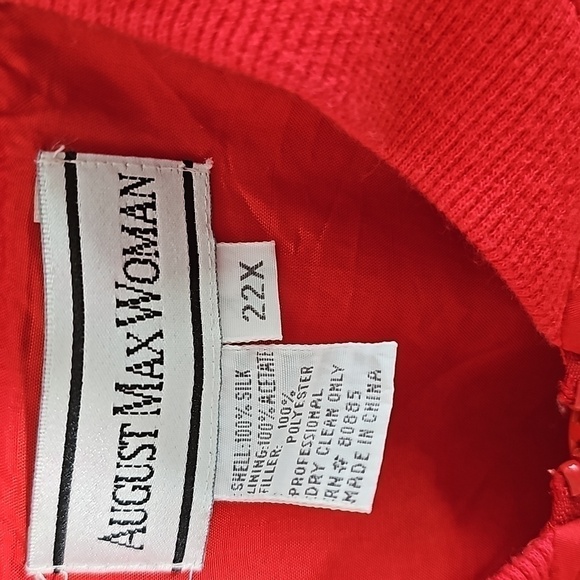 AUGUST MAX WOMAN
22X
SHELL:100% SILK
LINING:100% ACETATE
FILLER: 100%
POLYESTER
PROFESSIONAL
DRY CLEAN ONLY
RN# 80885
MADE IN CHINA